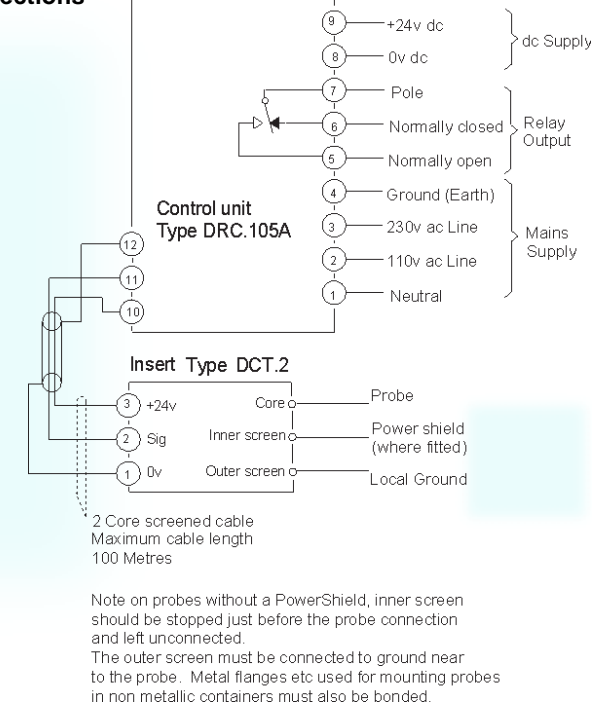 9 +24v dc
8 0v dc
dc Supply
7 Pole
6 Normally closed
5 Normally open
Relay
Output
4 Ground (Earth)
3 230v ac Line
2 110v ac Line
1 Neutral
Mains
Supply
Control unit
Type DRC.105A
12
11
10
Insert Type DCT.2
3 +24v
2 Sig
1 0v
Core
Inner screen
Outer screen
Probe
Power shield
(where fitted)
Local Ground
2 Core screened cable
Maximum cable length
100 Metres
Note on probes without a PowerShield, inner screen
should be stopped just before the probe connection
and left unconnected.
The outer screen must be connected to ground near
to the probe. Metal flanges etc used for mounting probes
in non metallic containers must also be bonded.